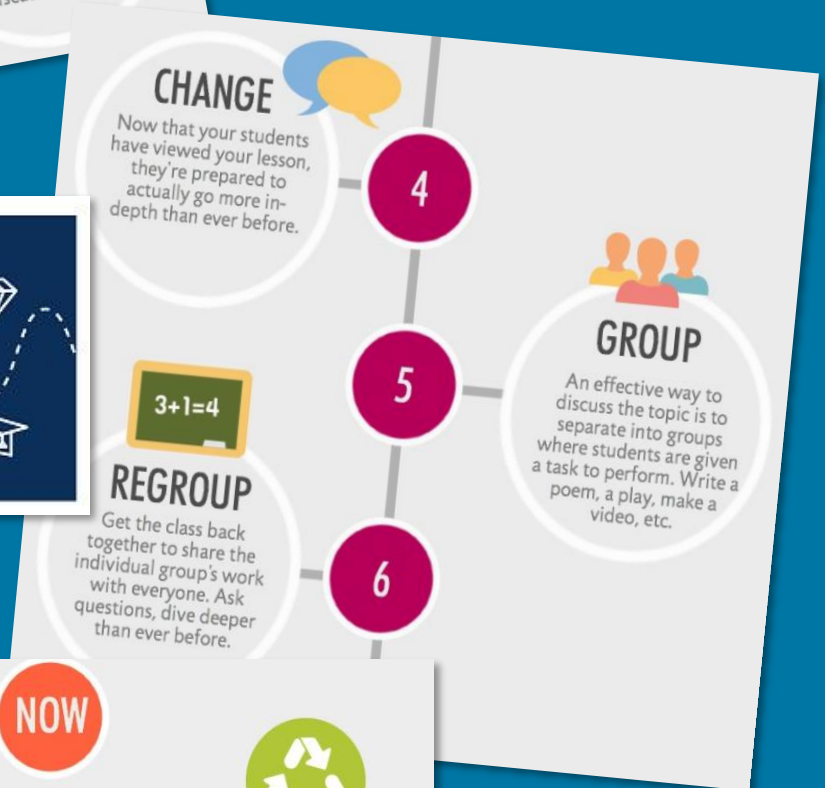 CHANGE
Now that your students
have viewed your lesson,
they're prepared to
actually go more in-
depth than ever before.
4
GROUP
An effective way to
discuss the topic is to
separate into groups
where students are given
a task to perform. Write a
poem, a play, make a
video, etc.
5
3+1=4
REGROUP
Get the class back
together to share the
individual group's work
with everyone. Ask
questions, dive deeper
than ever before.
6
NOW